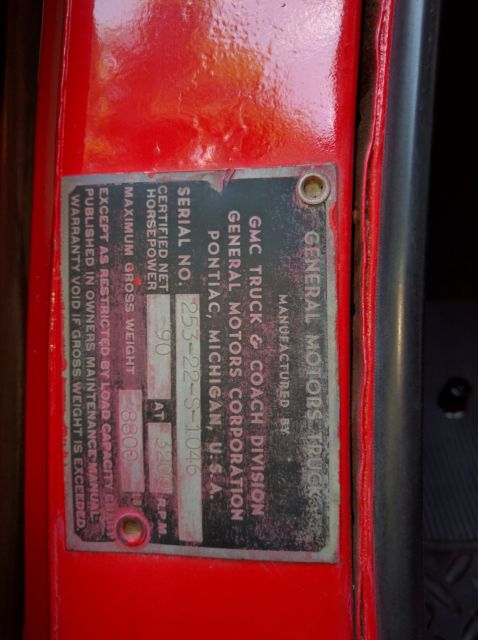 GENERAL MOTORS TRUCK
MANUFACTURED BY
GMC TRUCK & COACH DIVISION
GENERAL MOTORS CORPORATION
PONTIAC, MICHIGAN, U.S.A.
SERIAL NO. 253-22-S-1046
CERTIFIED NET HORSEPOWER 90 AT 3200 R.P.M
MAXIMUM GROSS WEIGHT 8800
EXCEPT AS RESTRICTED BY LOAD CAPACITY
PUBLISHED IN OWNERS MAINTENANCE MANUAL.
WARRANTY VOID IF GROSS WEIGHT IS EXCEEDED.